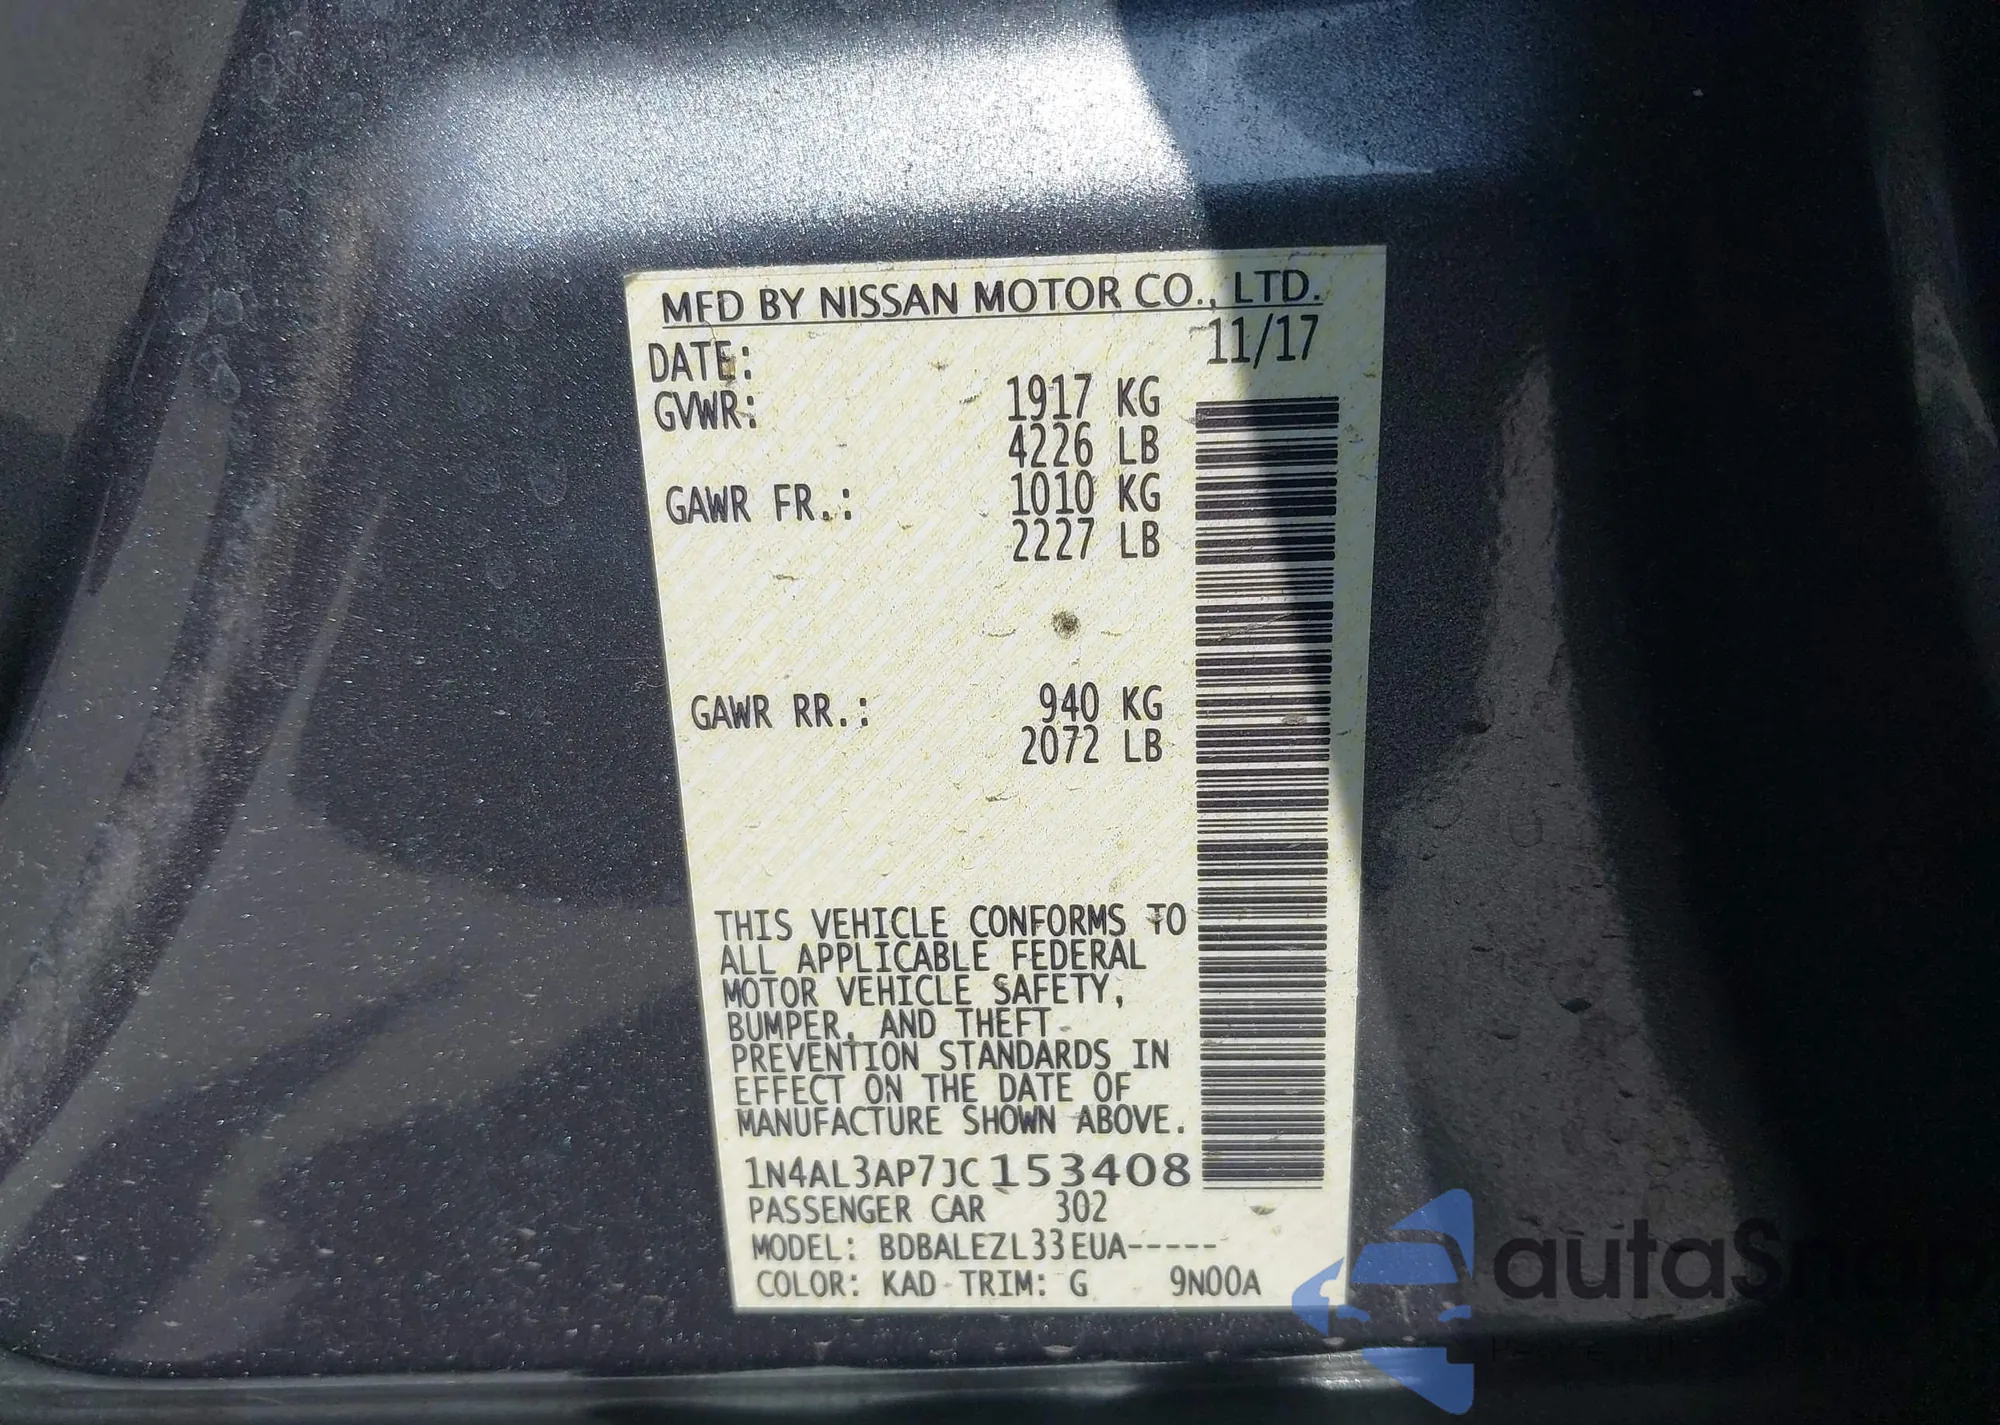 MFD BY NISSAN MOTOR CO., LTD.
DATE: 11/17
GVWR: 1917 KG
4226 LB
GAWR FR.: 1010 KG
2227 LB
GAWR RR.: 940 KG
2072 LB
THIS VEHICLE CONFORMS TO
ALL APPLICABLE FEDERAL
MOTOR VEHICLE SAFETY,
BUMPER, AND THEFT
PREVENTION STANDARDS IN
EFFECT ON THE DATE OF
MANUFACTURE SHOWN ABOVE.
1N4AL3AP7JC153408
PASSENGER CAR 302
MODEL: BDBALEZL33EUA-----
COLOR: KAD TRIM: G 9N00A
autaSnap